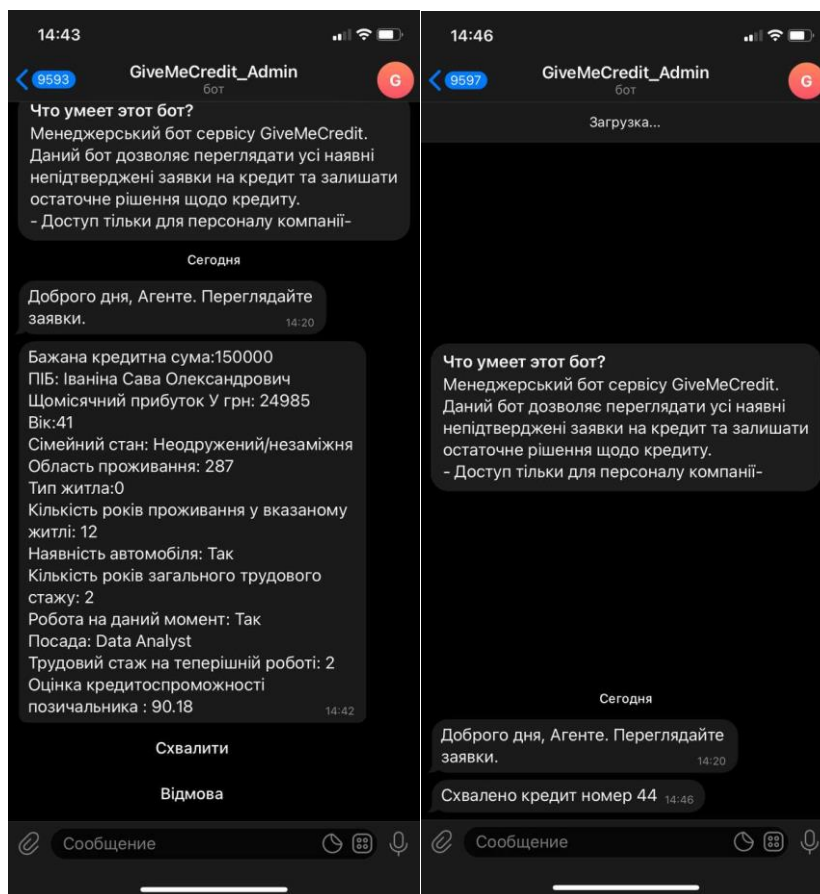 14:43
9593
GiveMeCredit_Admin
G
бот
Что умеет этот бот?
Менеджерський бот сервісу GiveMeCredit.
Даний бот дозволяє переглядати усі наявні
непідтверджені заявки на кредит та залишати
остаточне рішення щодо кредиту.
- Доступ тільки для персоналу компанії-
Сегодня
Доброго дня, Агенте. Переглядайте
заявки.
14:20
Бажана кредитна сума:150000
ПІБ: Іваніна Сава Олександрович
Щомісячний прибуток У грн: 24985
Вік:41
Сімейний стан: Неодружений/незаміжня
Область проживання: 287
Тип житла:0
Кількість років проживання у вказаному
житлі: 12
Наявність автомобіля: Так
Кількість років загального трудового
стажу: 2
Робота на даний момент: Так
Посада: Data Analyst
Трудовий стаж на теперішній роботі: 2
Оцінка кредитоспроможності
позичальника : 90.18
14:42
Схвалити
Відмова
Сообщение
14:46
9597
GiveMeCredit_Admin
G
бот
Загрузка...
Что умеет этот бот?
Менеджерський бот сервісу GiveMeCredit.
Даний бот дозволяє переглядати усі наявні
непідтверджені заявки на кредит та залишати
остаточне рішення щодо кредиту.
- Доступ тільки для персоналу компанії-
Сегодня
Доброго дня, Агенте. Переглядайте
заявки.
14:20
Схвалено кредит номер 44
14:46
Сообщение